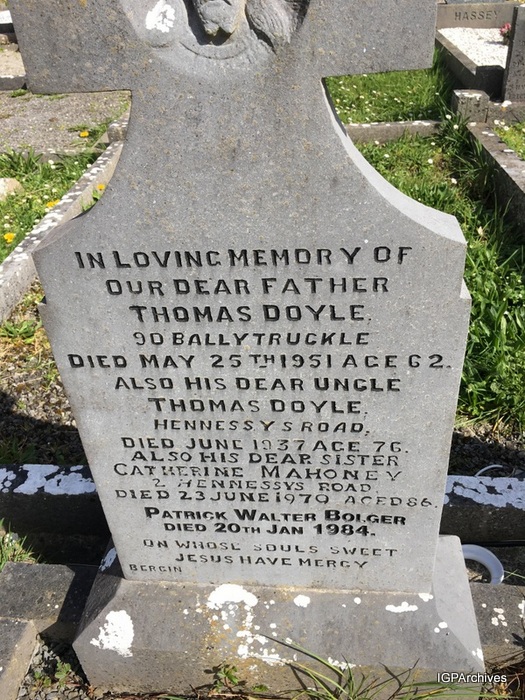 HASSEY
IN LOVING MEMORY OF
OUR DEAR FATHER
THOMAS DOYLE.
90 BALLYTRUCKLE
DIED MAY 25TH 1951 AGE 62.
ALSO HIS DEAR UNCLE
THOMAS DOYLE,
HENNESSYS ROAD,
DIED JUNE 1937 AGE 76.
ALSO HIS DEAR SISTER
CATHERINE MAHONEY
2 HENNESSYS ROAD
DIED 23 JUNE 1979 AGED 86.
PATRICK WALTER BOLGER
DIED 20TH JAN 1984.
ON WHOSE SOULS SWEET
JESUS HAVE MERCY
BERGIN
IGPArchives